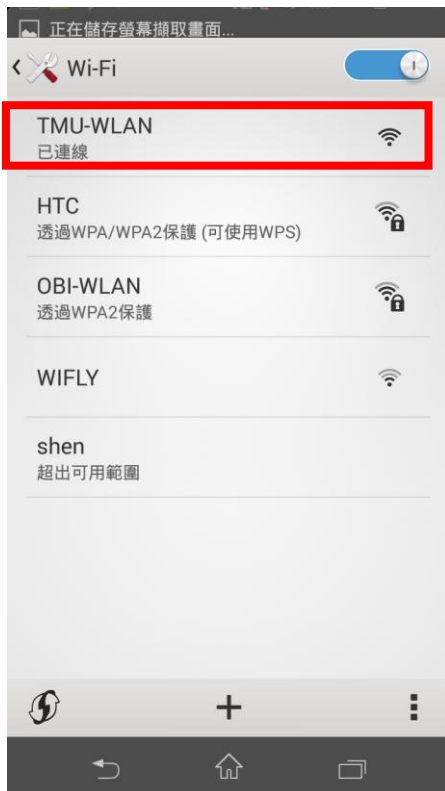 正在儲存螢幕擷取畫面...
Wi-Fi
TMU-WLAN
已連線
HTC
透過WPA/WPA2保護 (可使用WPS)
OBI-WLAN
透過WPA2保護
WIFLY
shen
超出可用範圍